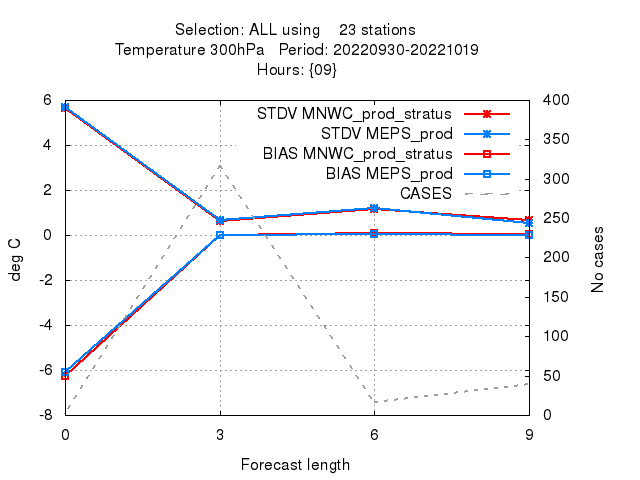 Selection: ALL using    23 stations
Temperature 300hPa   Period: 20220930-20221019
Hours: {09}
STDV MNWC_prod_stratus
STDV MEPS_prod
BIAS MNWC_prod_stratus
BIAS MEPS_prod
CASES
6
4
2
0
-2
-4
-6
-8
deg C
400
350
300
250
200
150
100
50
0
No cases
0 3 6 9
Forecast length